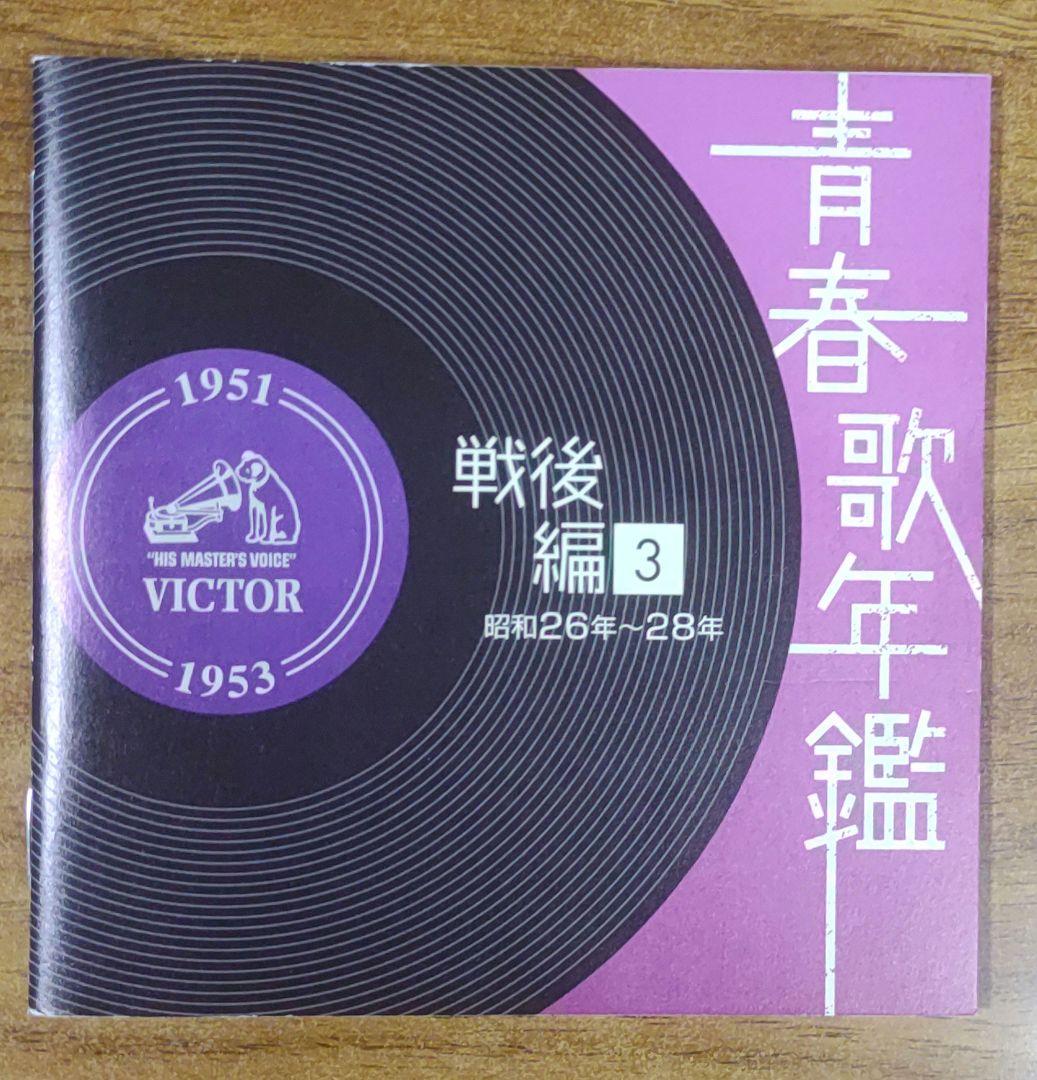 青春歌年鑑
戦後
編 3
昭和26年～28年
1951
"HIS MASTER'S VOICE"
VICTOR
1953